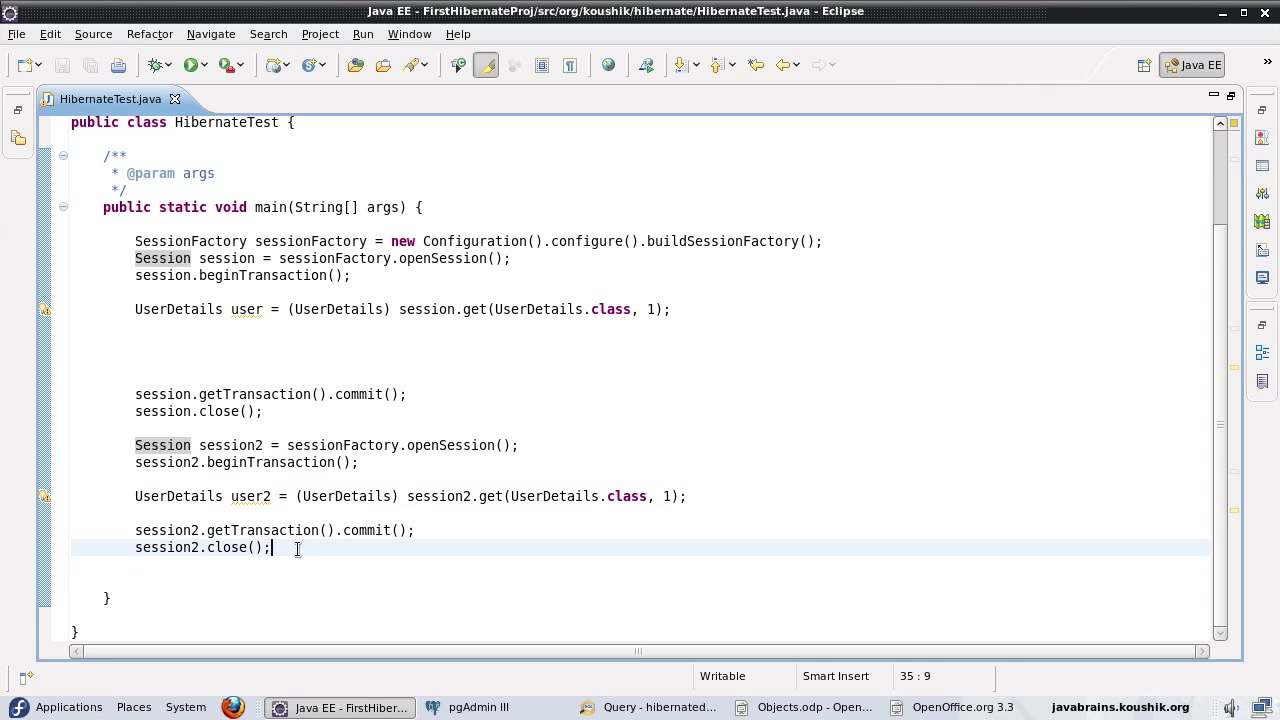 Java EE - FirstHibernateProj/src/org/koushik/hibernate/HibernateTest.java - Eclipse
File Edit Source Refactor Navigate Search Project Run Window Help
Java EE
HibernateTest.java
public class HibernateTest {
/**
* @param args
*/
public static void main(String[] args) {
SessionFactory sessionFactory = new Configuration().configure().buildSessionFactory();
Session session = sessionFactory.openSession();
session.beginTransaction();
UserDetails user = (UserDetails) session.get(UserDetails.class, 1);
session.getTransaction().commit();
session.close();
Session session2 = sessionFactory.openSession();
session2.beginTransaction();
UserDetails user2 = (UserDetails) session2.get(UserDetails.class, 1);
session2.getTransaction().commit();
session2.close();
}
}
Writable Smart Insert 35 : 9
Applications Places System Java EE - FirstHiber... pgAdmin III Query - hibernated... Objects.odp - Open... OpenOffice.org 3.3 javabrains.koushik.org